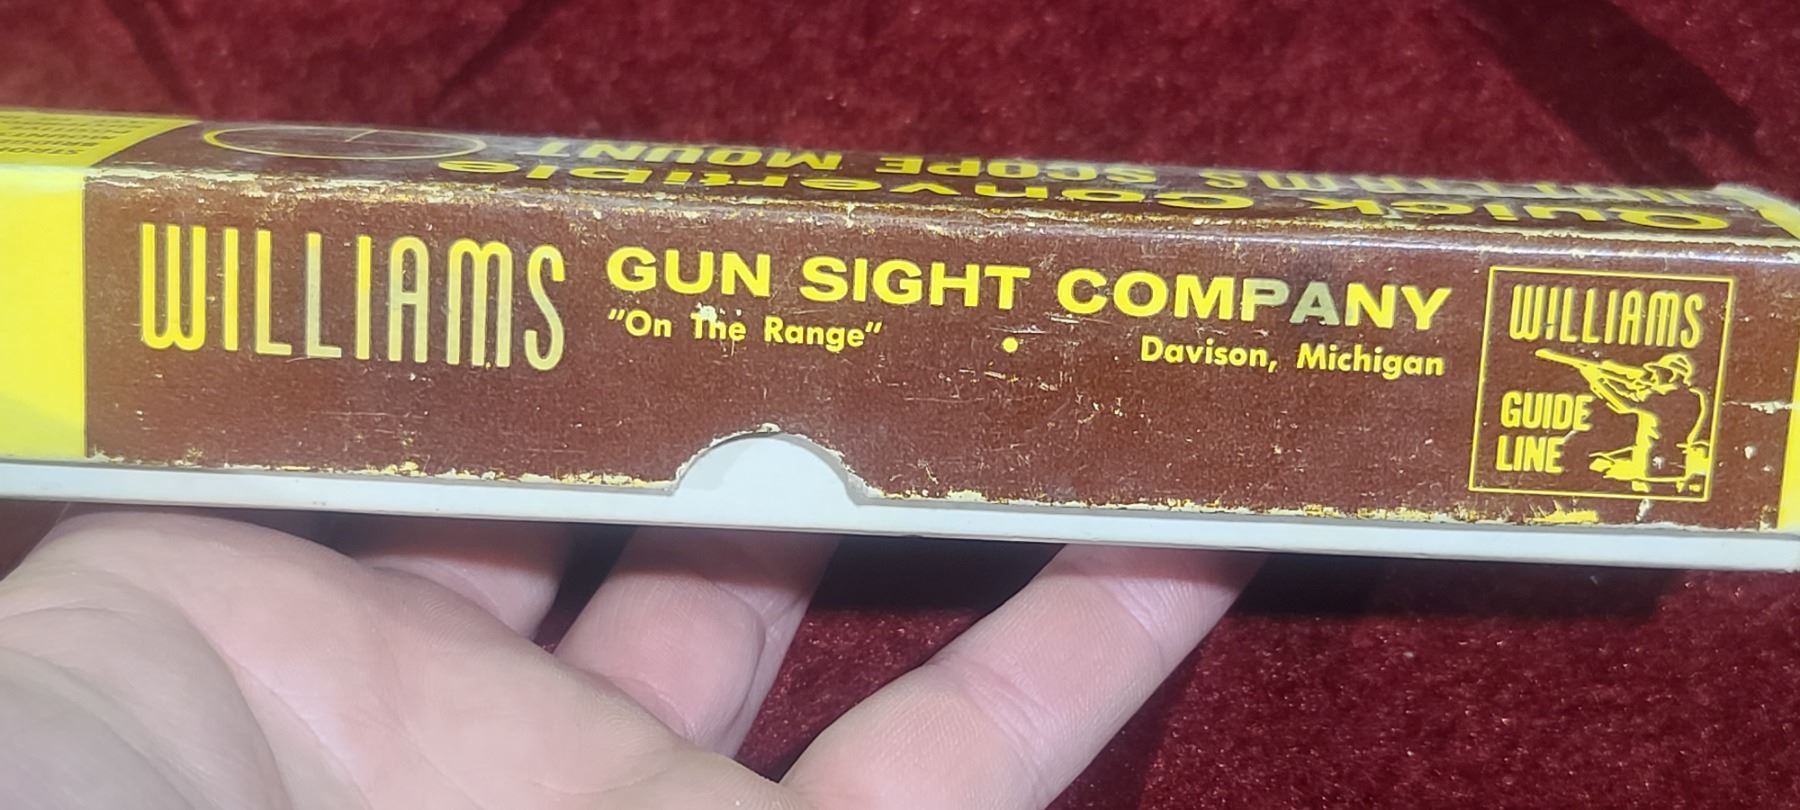 Quick Convertible
WILLIAMS SCOPE MOUNT
WILLIAMS GUN SIGHT COMPANY
"On The Range" • Davison, Michigan
WILLIAMS
GUIDE
LINE